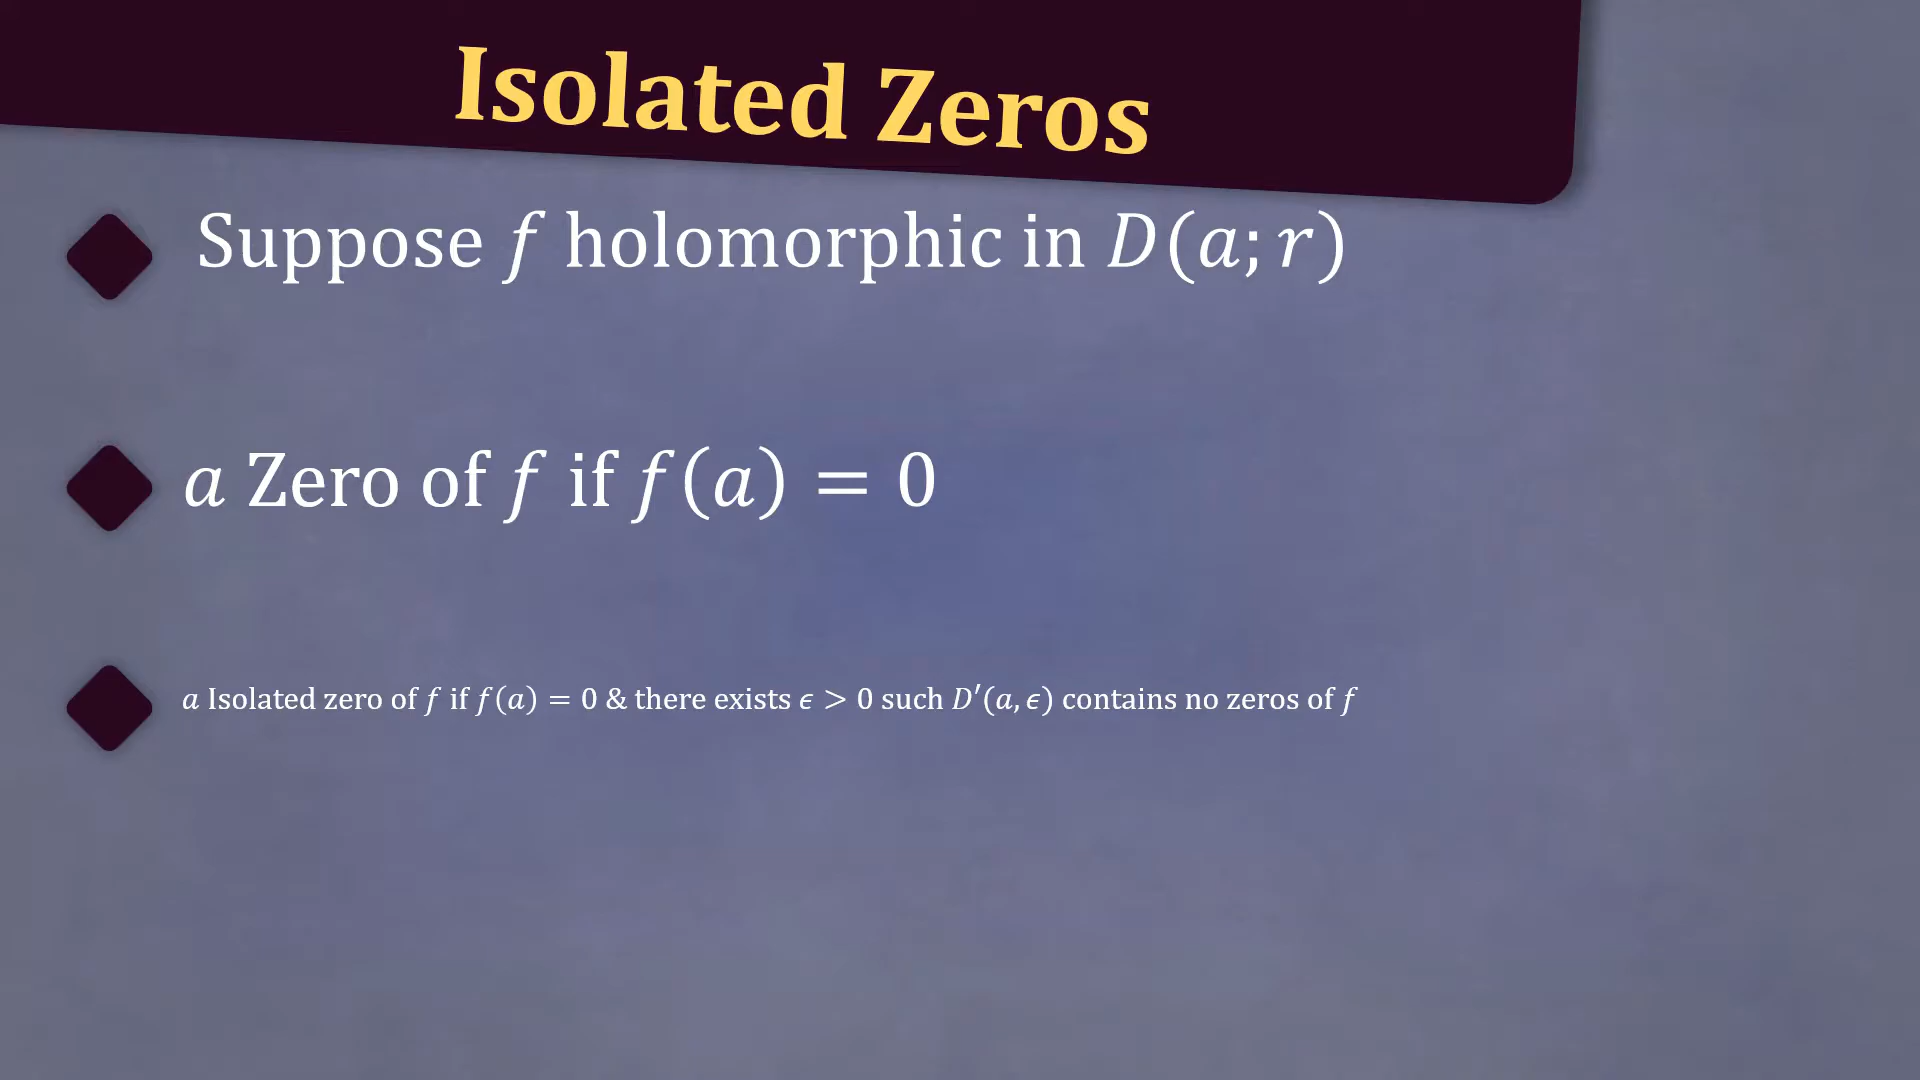 Isolated Zeros
Suppose 𝑓 holomorphic in 𝐷(𝑎; 𝑟)
𝑎 Zero of 𝑓 if 𝑓(𝑎) = 0
𝑎 Isolated zero of 𝑓 if 𝑓(𝑎) = 0 & there exists 𝜖 > 0 such 𝐷′(𝑎, 𝜖) contains no zeros of 𝑓